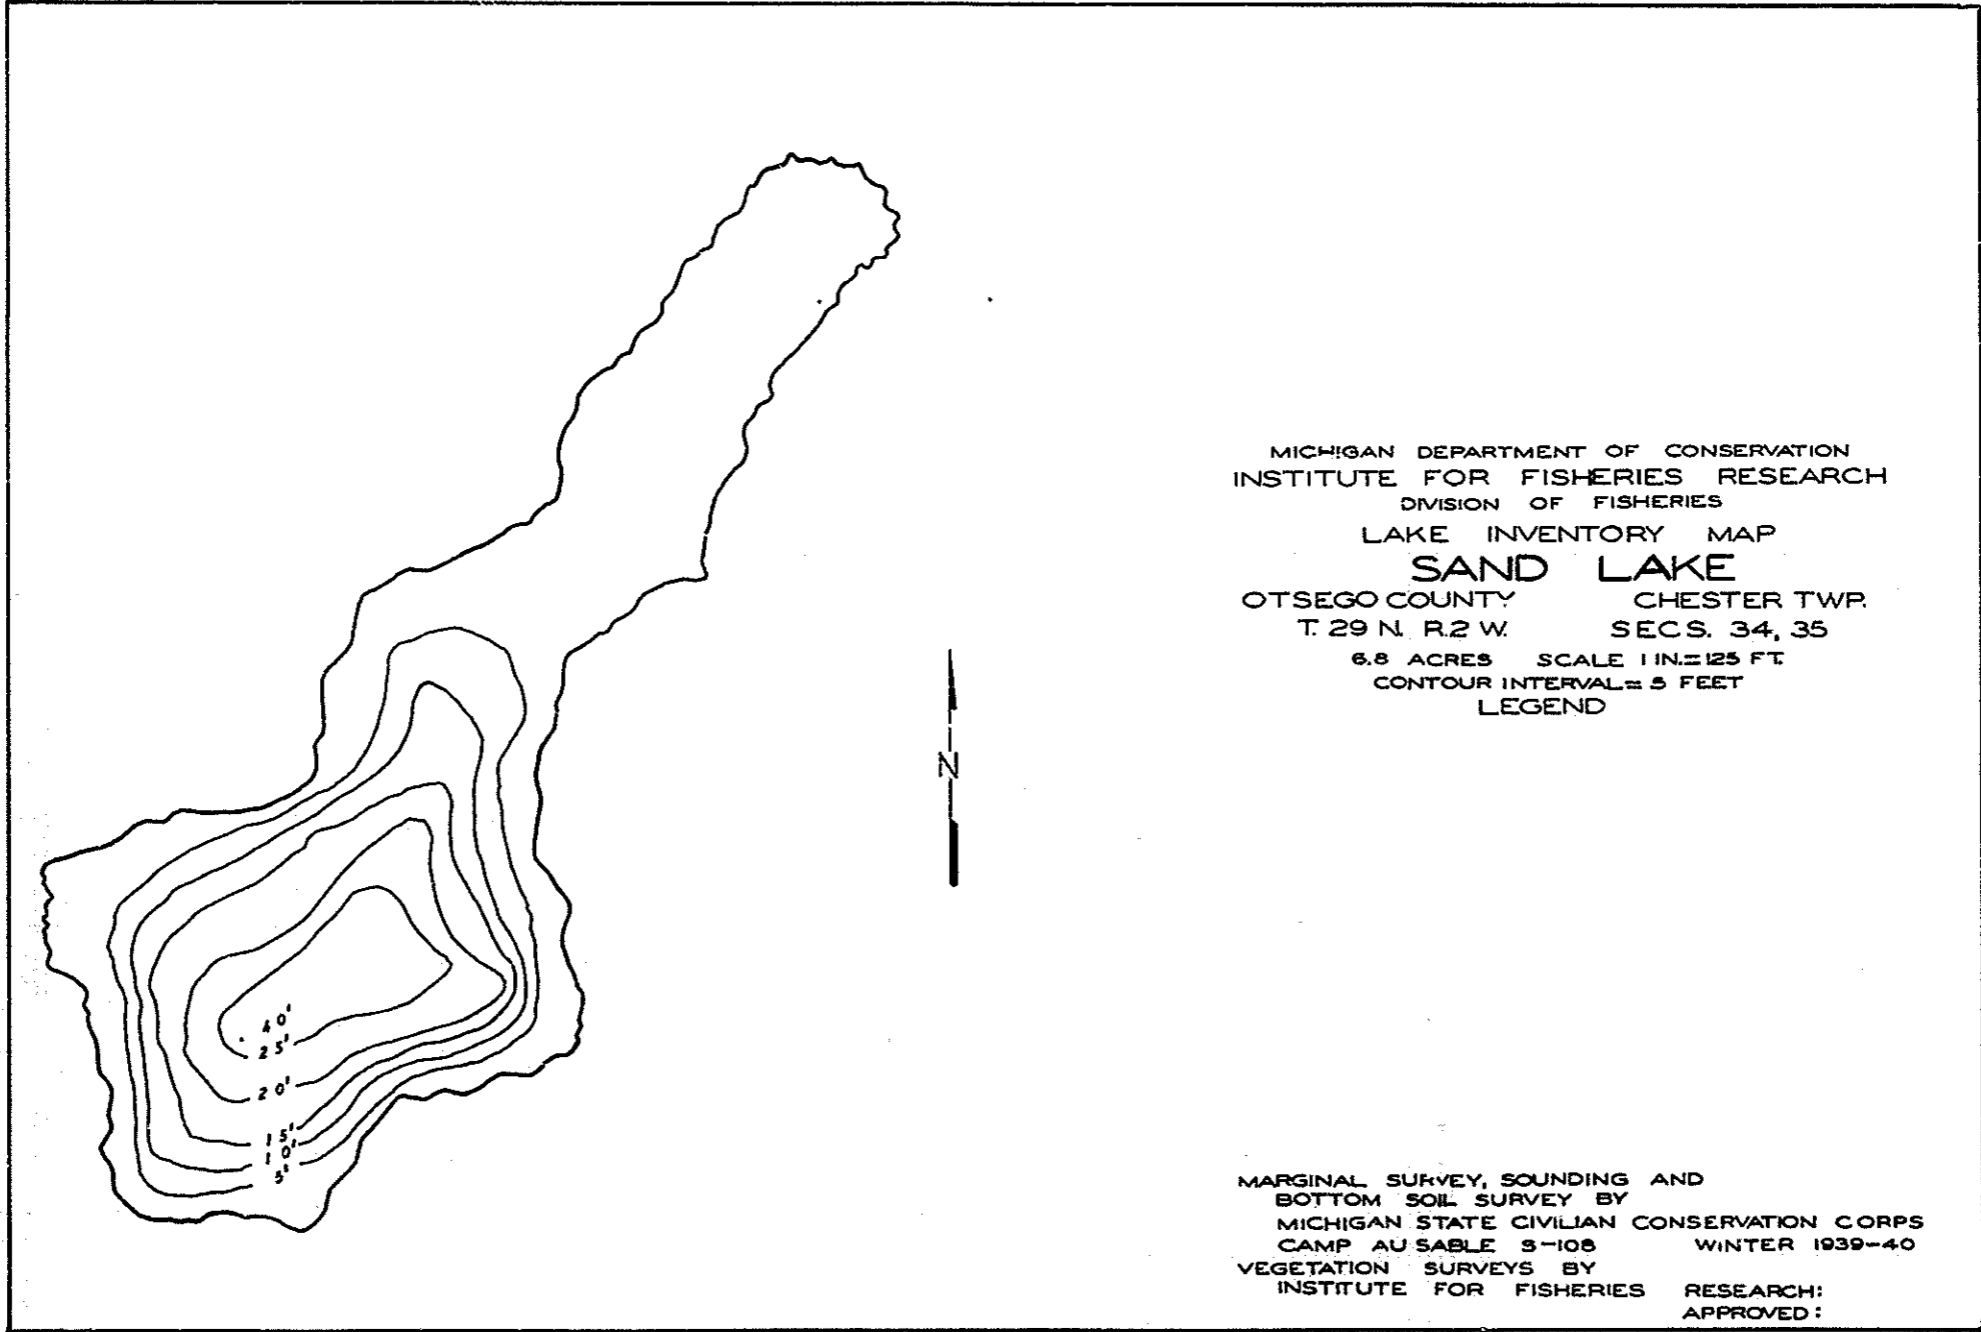 MICHIGAN DEPARTMENT OF CONSERVATION
INSTITUTE FOR FISHERIES RESEARCH
DIVISION OF FISHERIES
LAKE INVENTORY MAP
SAND LAKE
OTSEGO COUNTY CHESTER TWP.
T. 29 N. R.2 W. SECS. 34, 35
6.8 ACRES SCALE 1 IN.=125 FT.
CONTOUR INTERVAL= 5 FEET
LEGEND
N
40'
25'
20'
15'
10'
5'
MARGINAL SURVEY, SOUNDING AND
BOTTOM SOIL SURVEY BY
MICHIGAN STATE CIVILIAN CONSERVATION CORPS
CAMP AU SABLE S-108 WINTER 1939-40
VEGETATION SURVEYS BY
INSTITUTE FOR FISHERIES RESEARCH:
APPROVED: